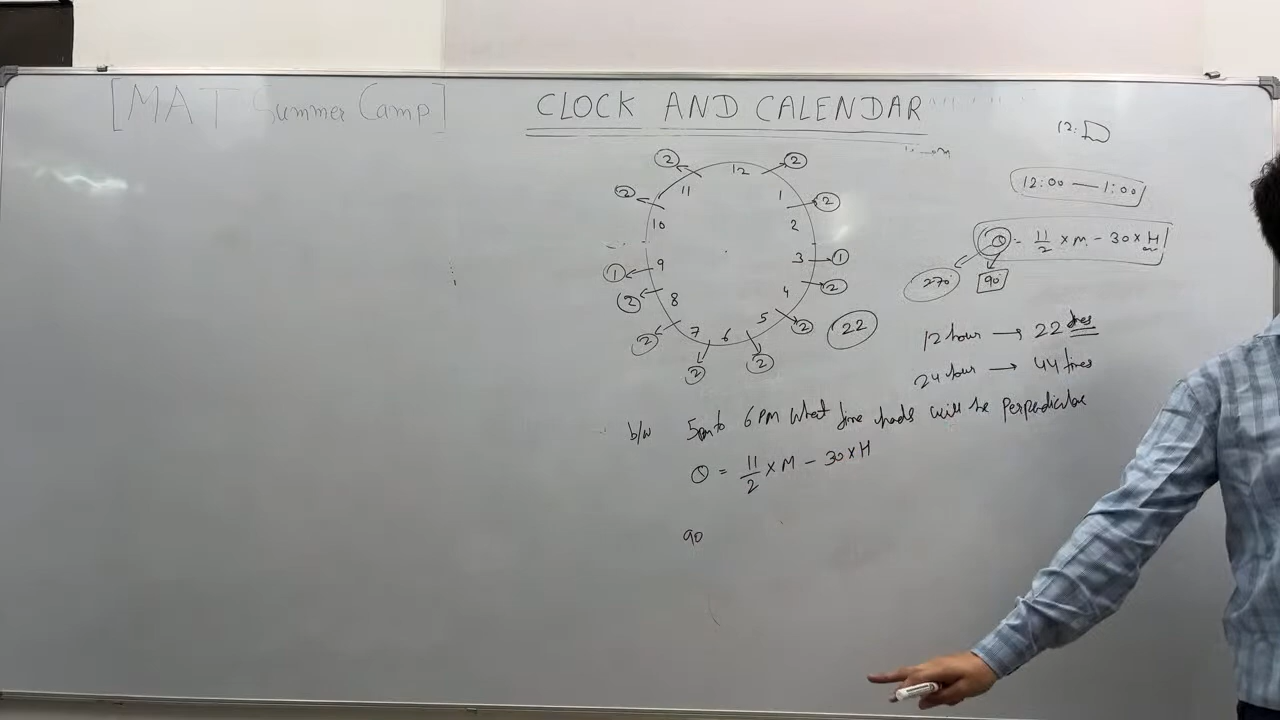 [MAT Summer Camp]
CLOCK AND CALENDAR
12:
12:00 — 1:00
θ = 11/2 × M - 30 × H
270 90
② 11 12 ②
② 10 1 ②
2
① 9 3 ①
② 8 4 ②
② 7 6 5 ② 22
② ②
12 hour → 22 times
24 hour → 44 times
b/w 5pm to 6 PM What time hands will be perpendicular
θ = 11/2 × M - 30 × H
90